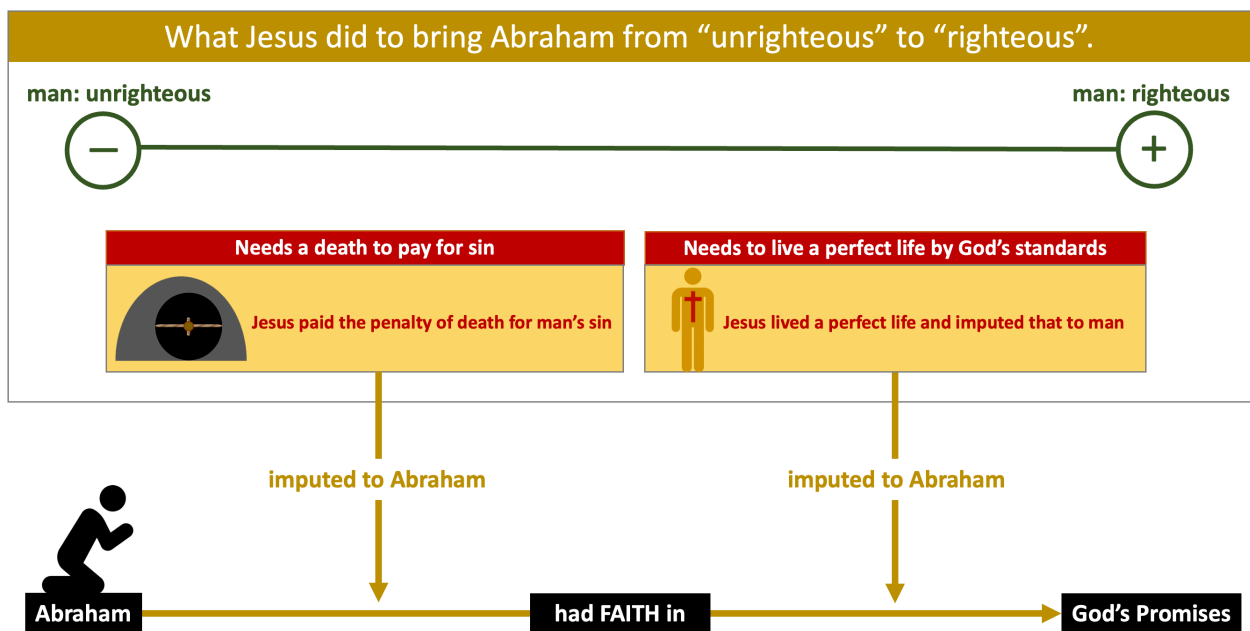 What Jesus did to bring Abraham from “unrighteous” to “righteous”.
man: unrighteous
man: righteous
Needs a death to pay for sin
Jesus paid the penalty of death for man’s sin
Needs to live a perfect life by God’s standards
Jesus lived a perfect life and imputed that to man
imputed to Abraham
imputed to Abraham
Abraham
had FAITH in
God’s Promises